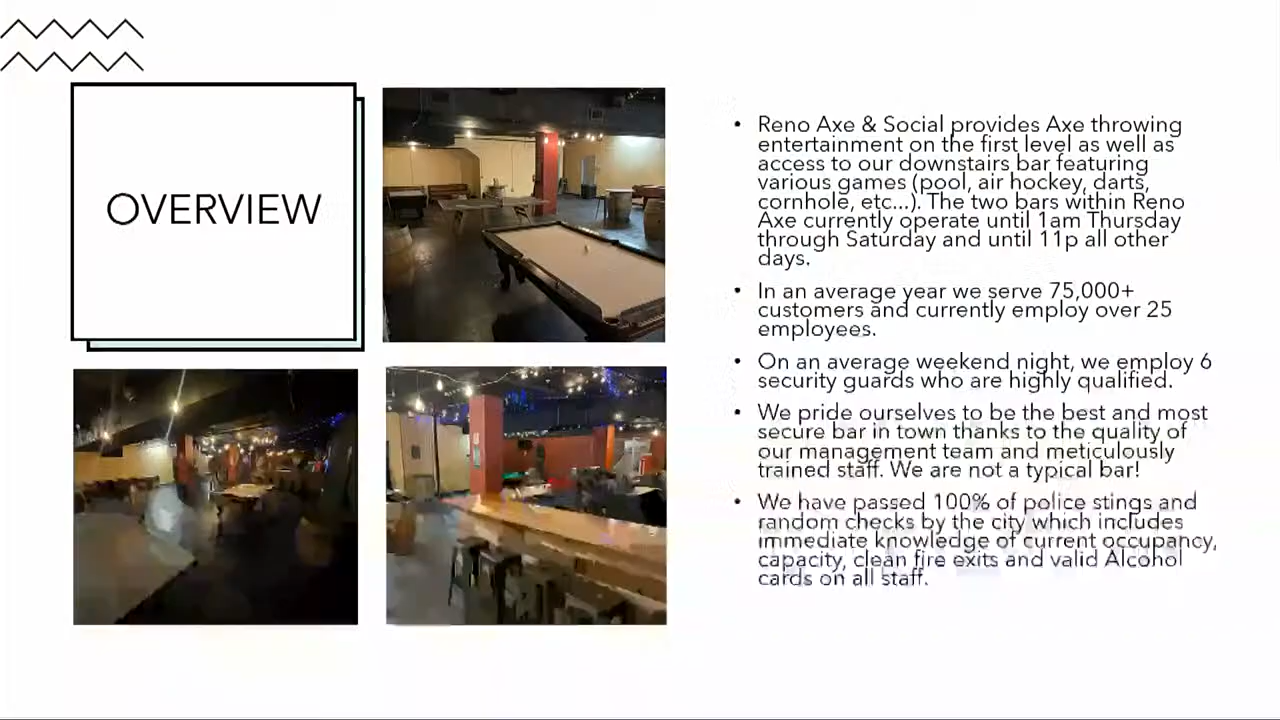 OVERVIEW
• Reno Axe & Social provides Axe throwing
entertainment on the first level as well as
access to our downstairs bar featuring
various games (pool, air hockey, darts,
cornhole, etc...). The two bars within Reno
Axe currently operate until 1am Thursday
through Saturday and until 11p all other
days.
• In an average year we serve 75,000+
customers and currently employ over 25
employees.
• On an average weekend night, we employ 6
security guards who are highly qualified.
• We pride ourselves to be the best and most
secure bar in town thanks to the quality of
our management team and meticulously
trained staff. We are not a typical bar!
• We have passed 100% of police stings and
random checks by the city which includes
immediate knowledge of current occupancy,
capacity, clean fire exits and valid Alcohol
cards on all staff.